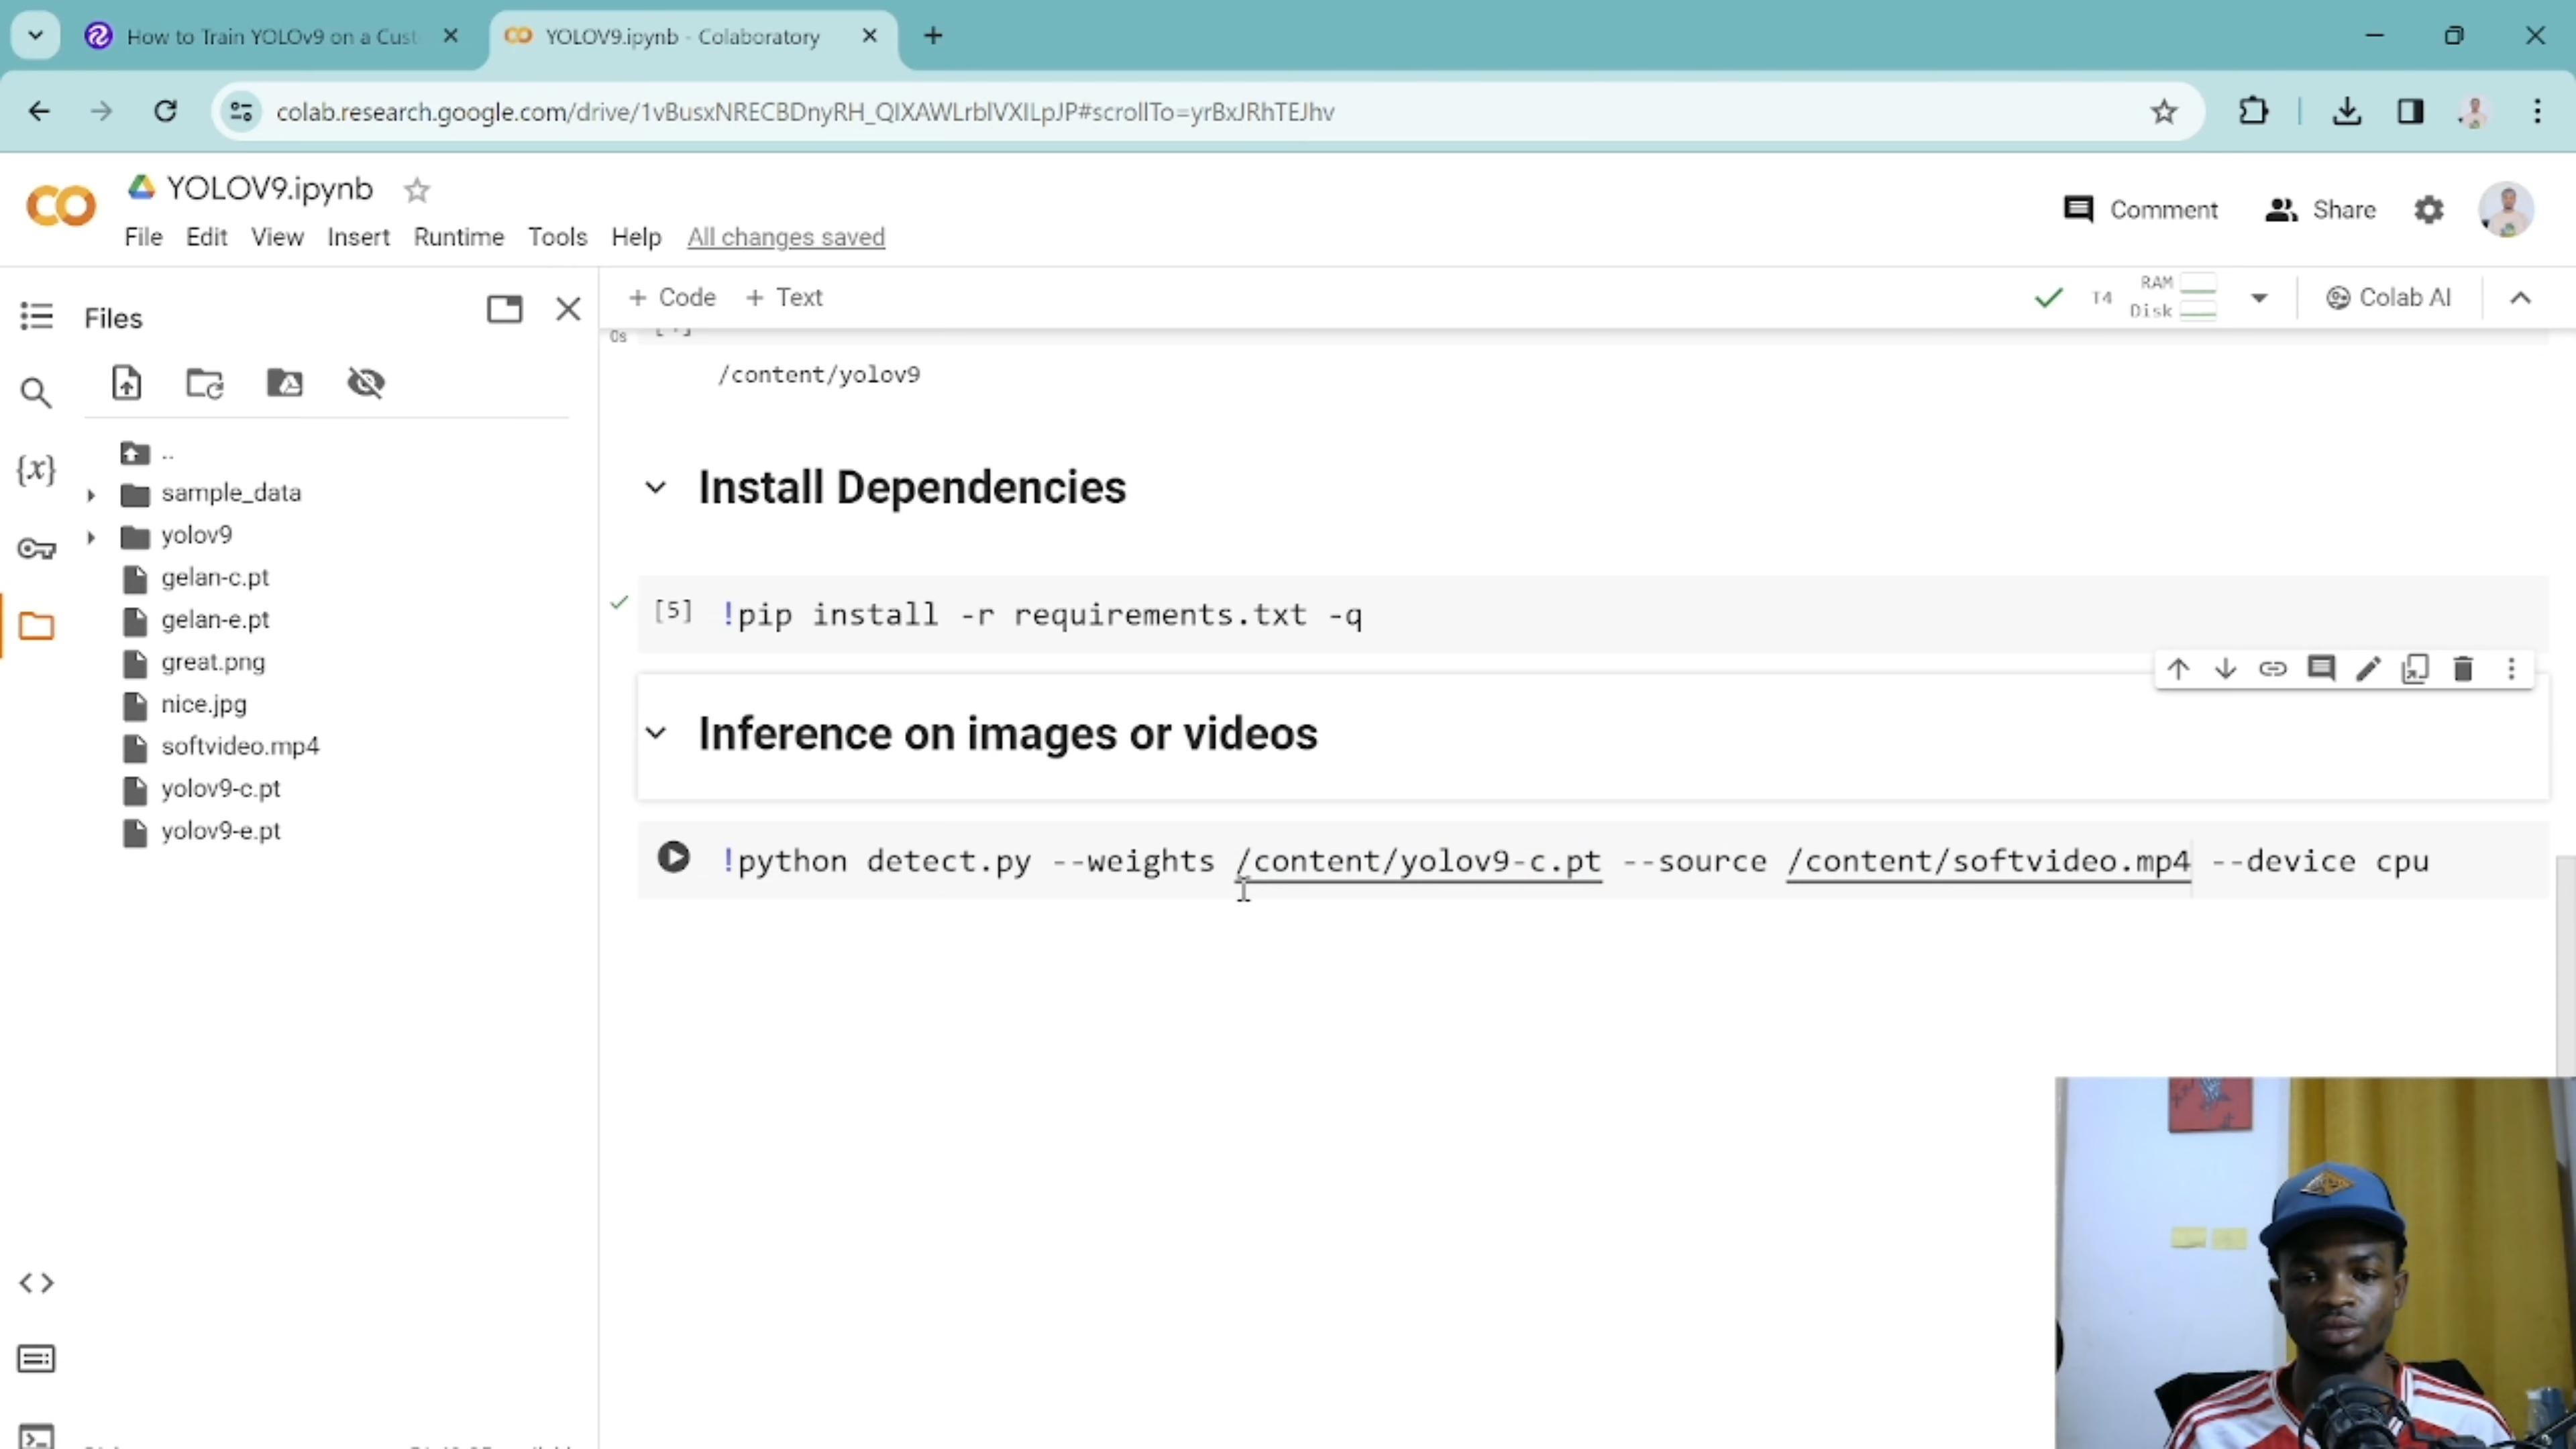 How to Train YOLOv9 on a Cust
YOLOV9.ipynb - Colaboratory
colab.research.google.com/drive/1vBusxNRECBDnyRH_QIXAWLrblVXILpJP#scrollTo=yrBxJRhTEJhv
YOLOV9.ipynb
Comment
Share
File Edit View Insert Runtime Tools Help All changes saved
Files
+ Code + Text
T4
RAM
Disk
Colab AI
0s
/content/yolov9
..
sample_data
yolov9
gelan-c.pt
gelan-e.pt
great.png
nice.jpg
softvideo.mp4
yolov9-c.pt
yolov9-e.pt
Install Dependencies
[5] !pip install -r requirements.txt -q
Inference on images or videos
!python detect.py --weights /content/yolov9-c.pt --source /content/softvideo.mp4 --device cpu